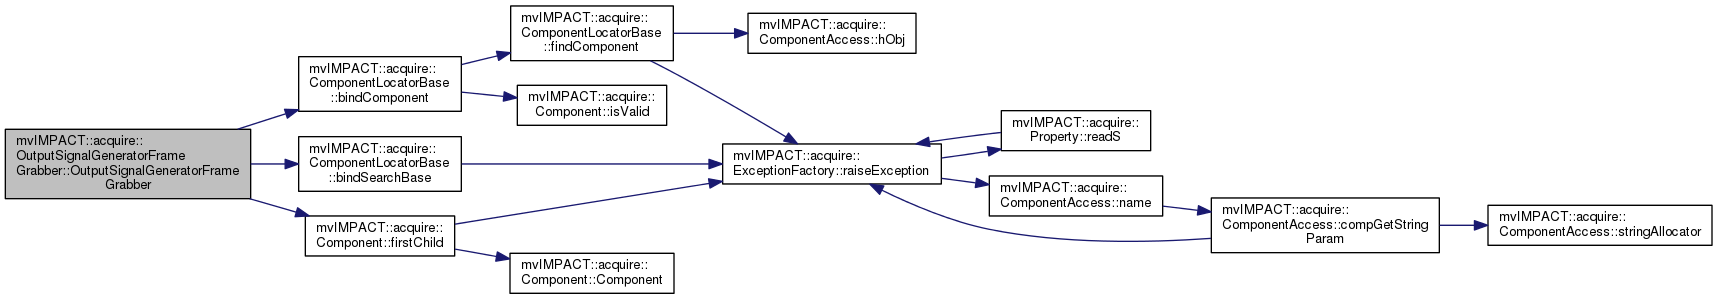 mvIMPACT::acquire::
OutputSignalGeneratorFrame
Grabber::OutputSignalGeneratorFrame
Grabber
mvIMPACT::acquire::
ComponentLocatorBase
::bindComponent
mvIMPACT::acquire::
ComponentLocatorBase
::findComponent
mvIMPACT::acquire::
ComponentAccess::hObj
mvIMPACT::acquire::
Component::isValid
mvIMPACT::acquire::
ComponentLocatorBase
::bindSearchBase
mvIMPACT::acquire::
ExceptionFactory::raiseException
mvIMPACT::acquire::
Property::readS
mvIMPACT::acquire::
ComponentAccess::name
mvIMPACT::acquire::
ComponentAccess::compGetString
Param
mvIMPACT::acquire::
ComponentAccess::stringAllocator
mvIMPACT::acquire::
Component::firstChild
mvIMPACT::acquire::
Component::Component